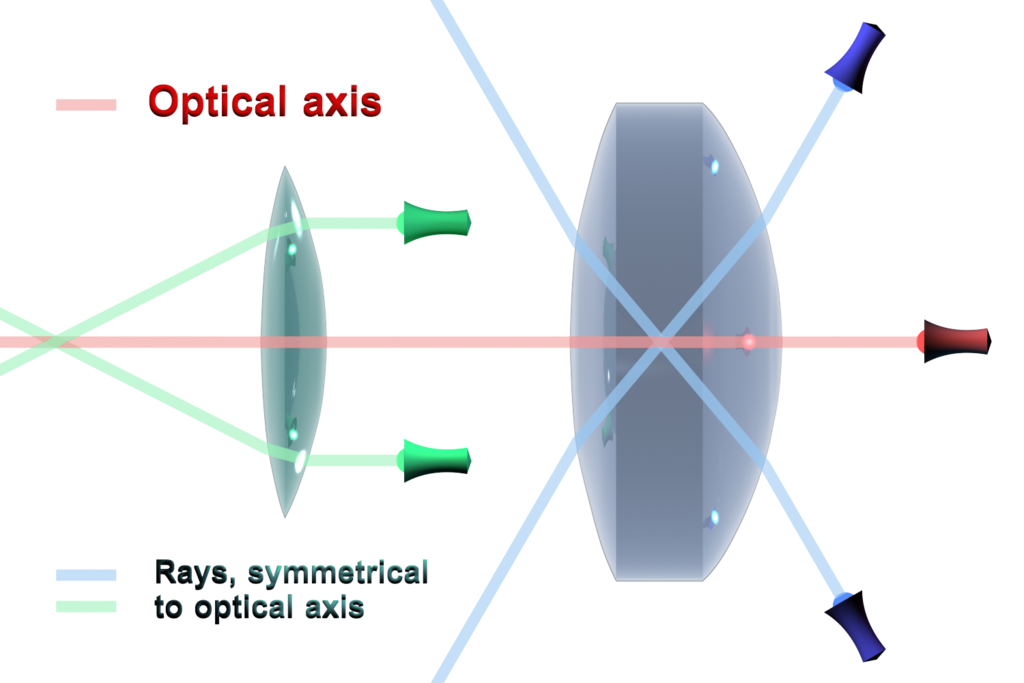 Optical axis
Rays, symmetrical
to optical axis